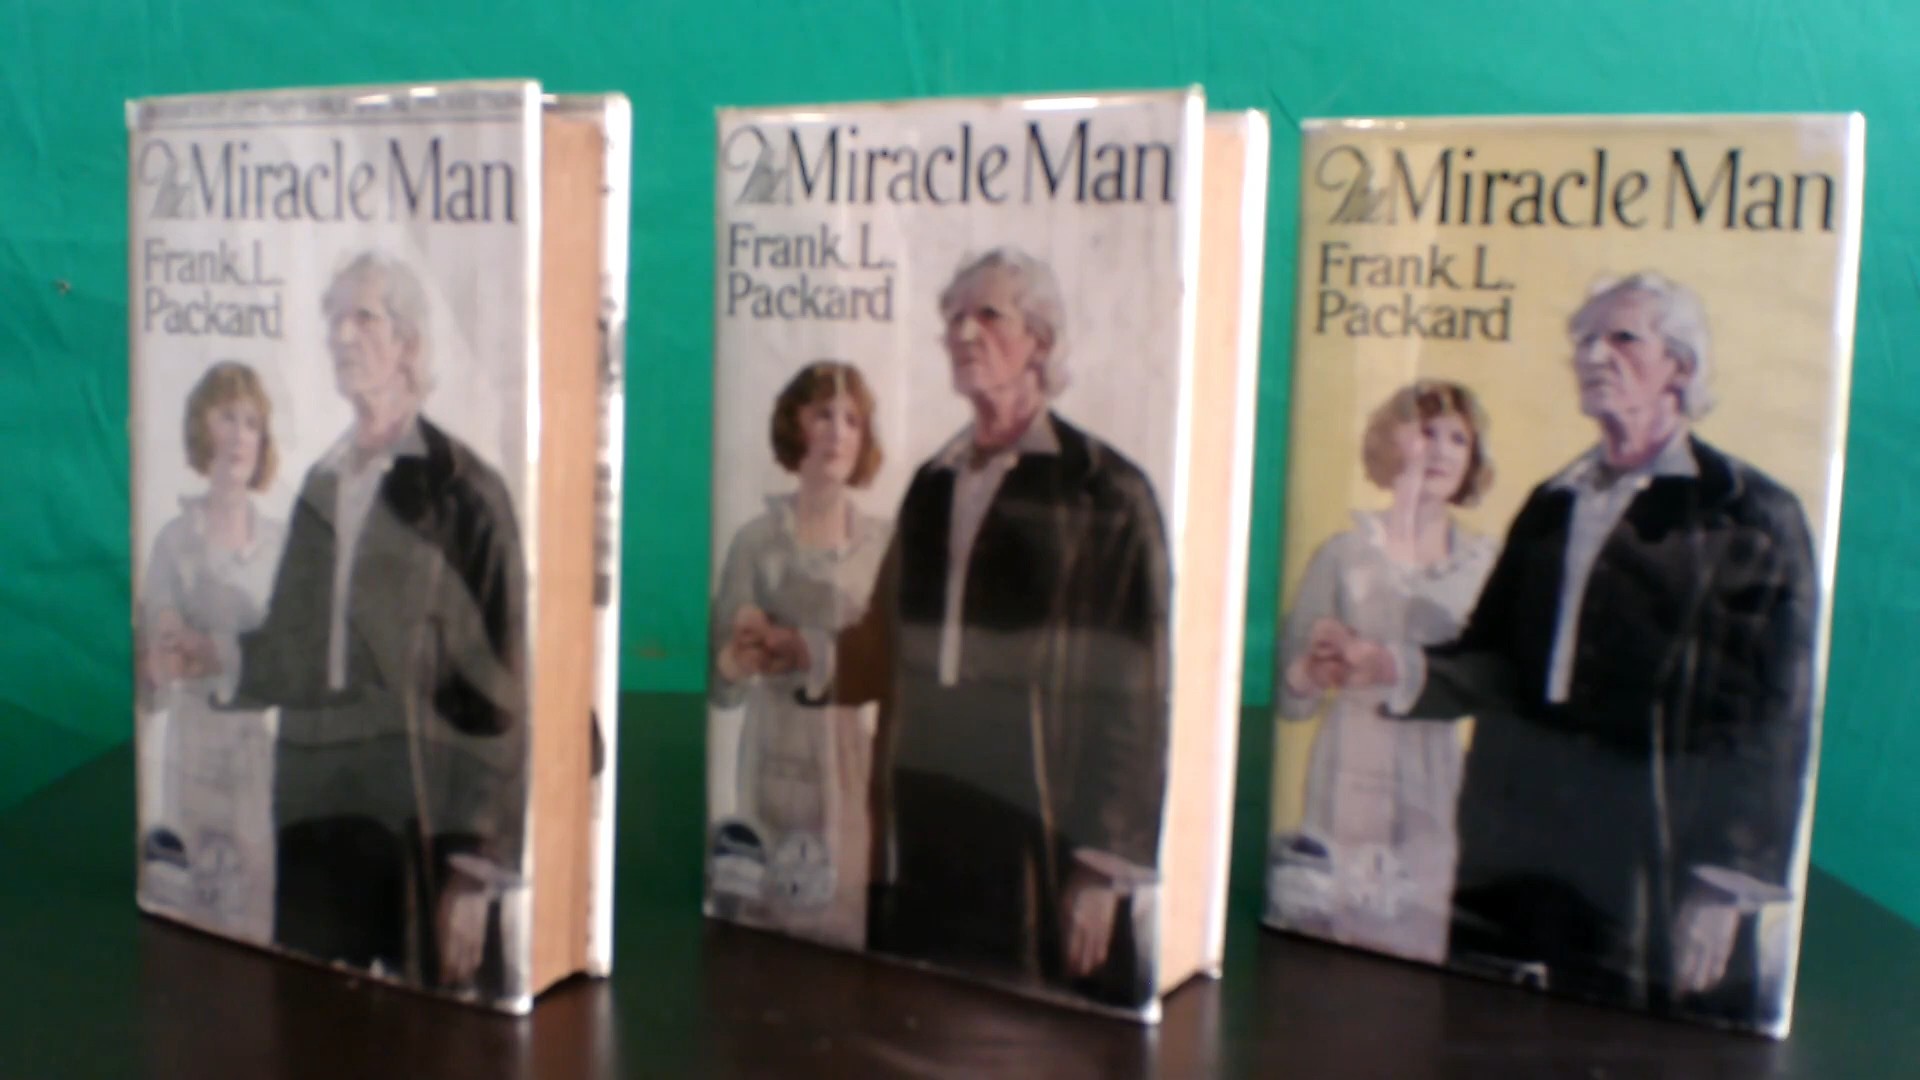 The Miracle Man
Frank L.
Packard
The Miracle Man
Frank L.
Packard
The Miracle Man
Frank L.
Packard